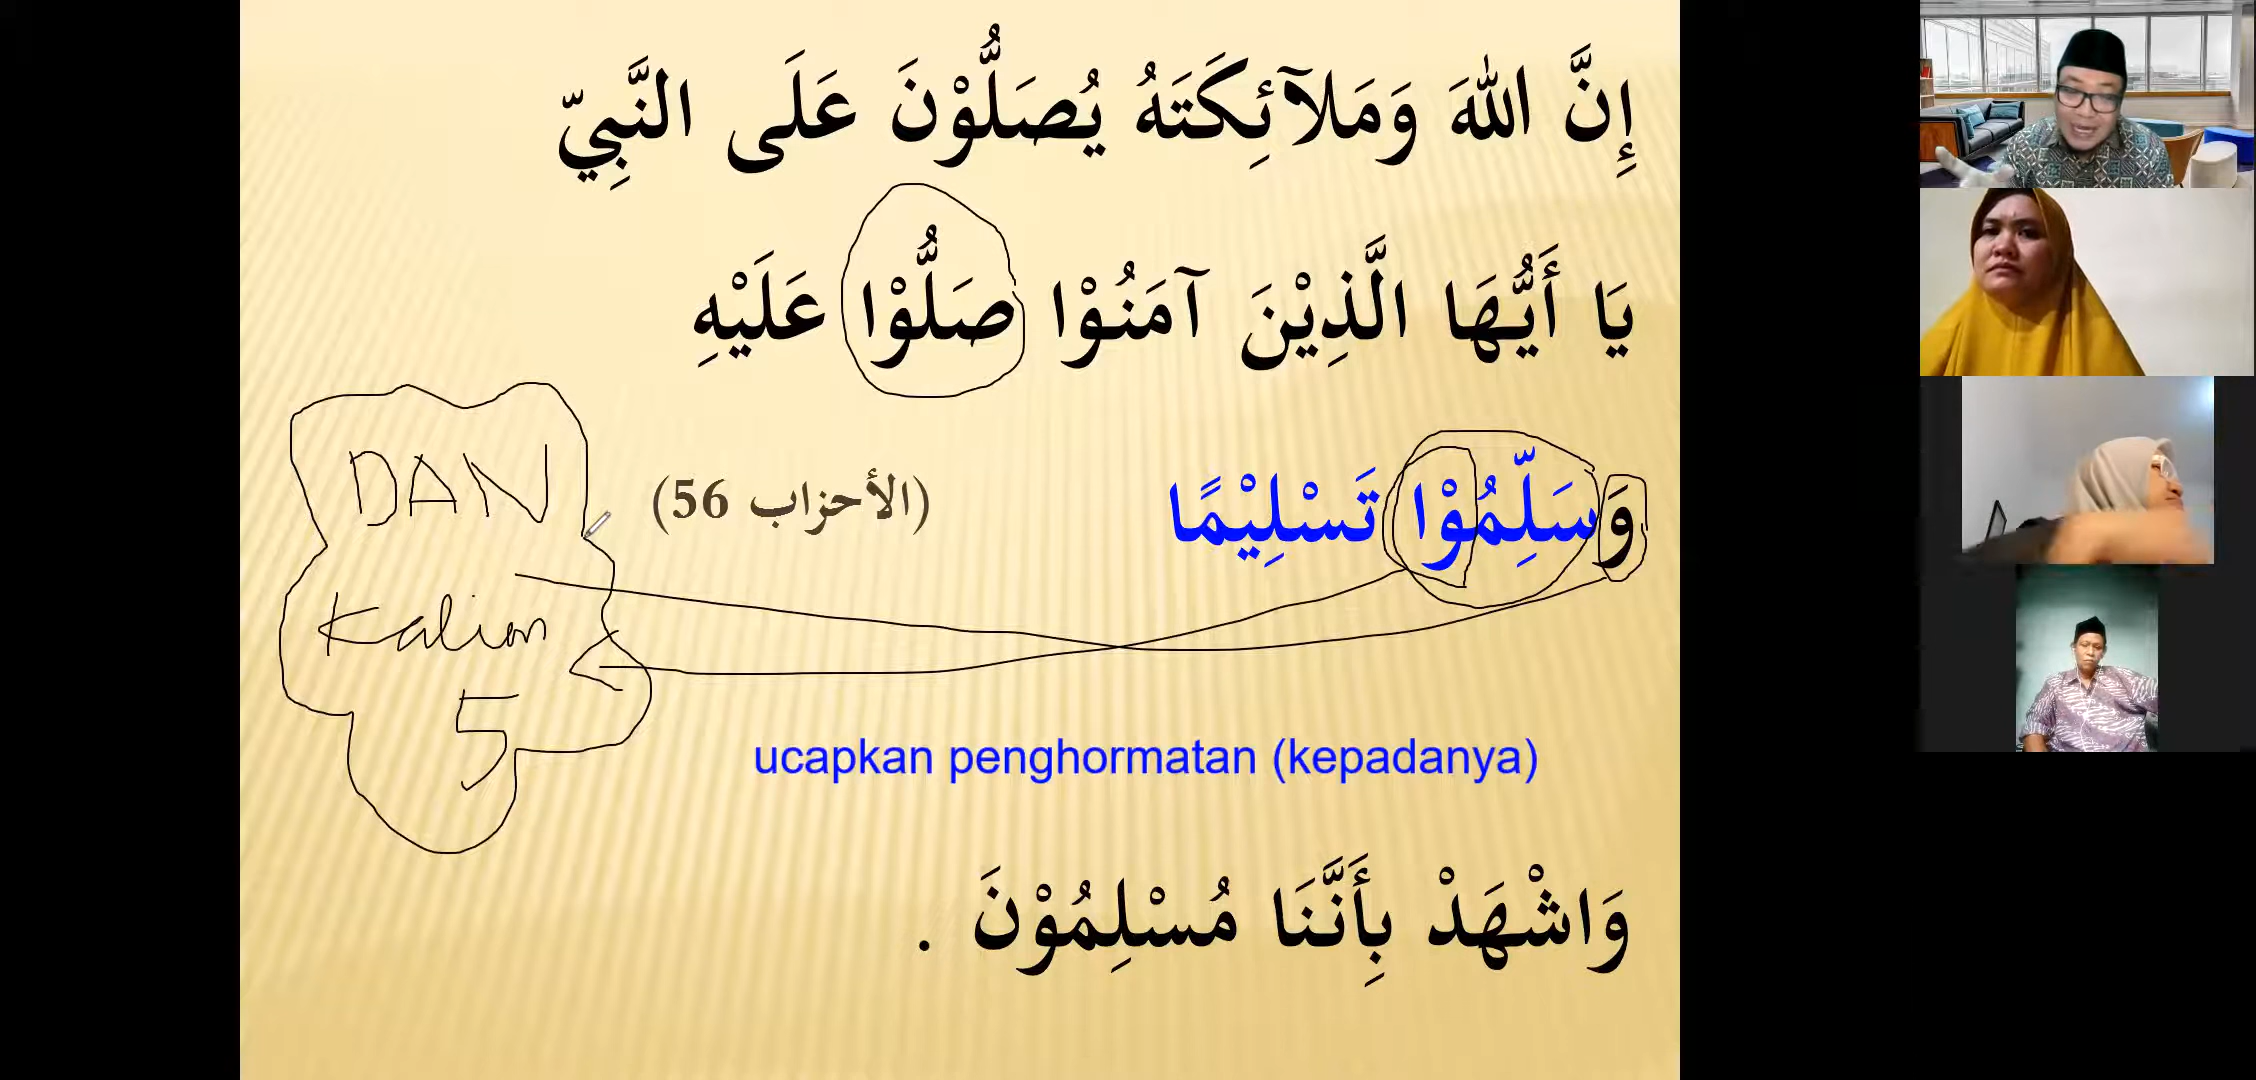 إِنَّ اللهَ وَمَلآئِكَتَهُ يُصَلُّوْنَ عَلَى النَّبِيّ
يَا أَيُّهَا الَّذِيْنَ آمَنُوْا صَلُّوْا عَلَيْهِ
وَسَلِّمُوْا تَسْلِيْمًا (الأحزاب 56)
DAN
Kalian
5
ucapkan penghormatan (kepadanya)
وَاشْهَدْ بِأَنَّنَا مُسْلِمُوْنَ .